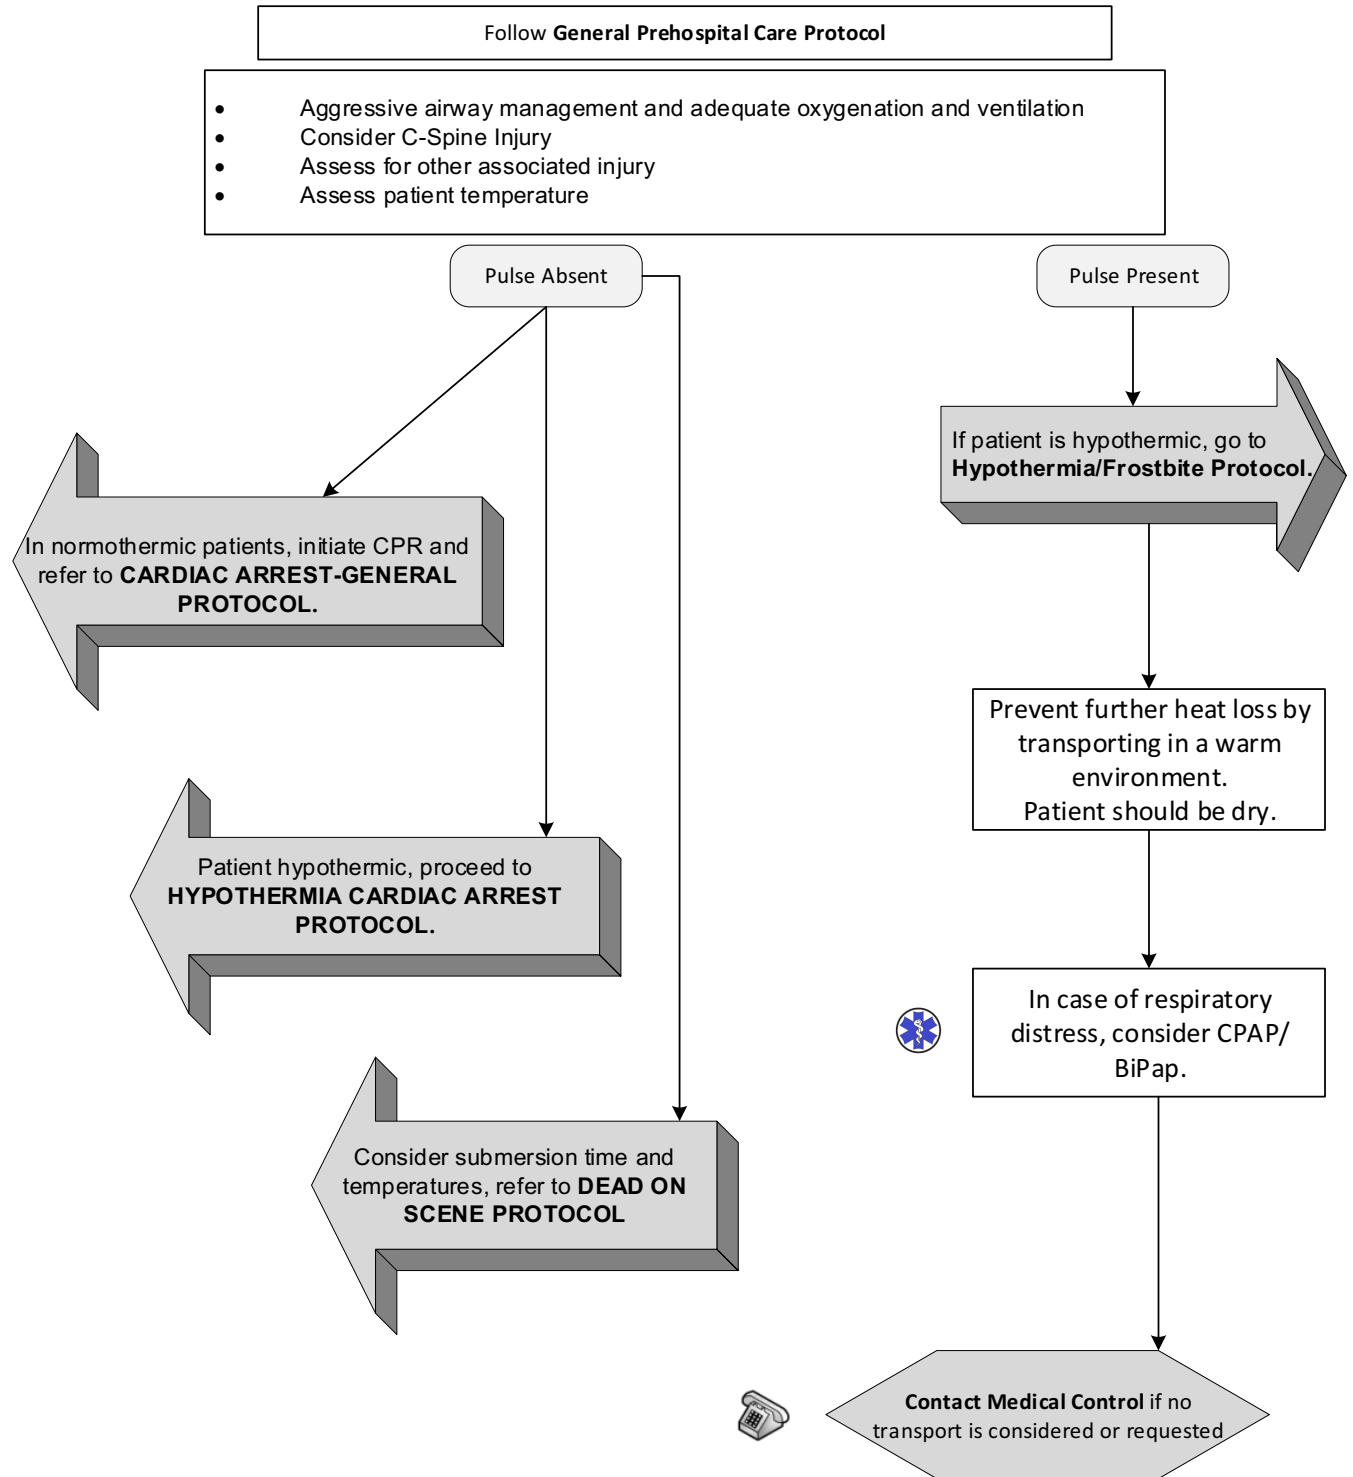 Follow General Prehospital Care Protocol
• Aggressive airway management and adequate oxygenation and ventilation
• Consider C-Spine Injury
• Assess for other associated injury
• Assess patient temperature
Pulse Absent
Pulse Present
If patient is hypothermic, go to
Hypothermia/Frostbite Protocol.
In normothermic patients, initiate CPR and
refer to CARDIAC ARREST-GENERAL
PROTOCOL.
Prevent further heat loss by
transporting in a warm
environment.
Patient should be dry.
Patient hypothermic, proceed to
HYPOTHERMIA CARDIAC ARREST
PROTOCOL.
In case of respiratory
distress, consider CPAP/
BiPap.
Consider submersion time and
temperatures, refer to DEAD ON
SCENE PROTOCOL
Contact Medical Control if no
transport is considered or requested